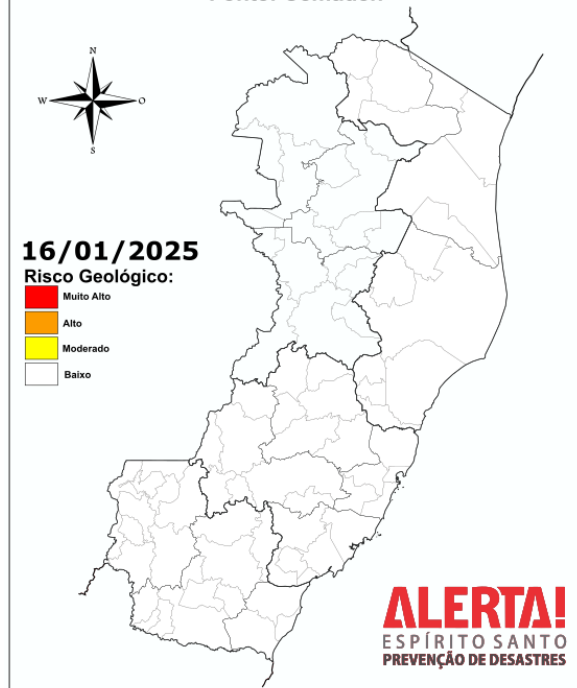 N
W
O
S
16/01/2025
Risco Geológico:
Muito Alto
Alto
Moderado
Baixo
ALERTA!
ESPÍRITO SANTO
PREVENÇÃO DE DESASTRES